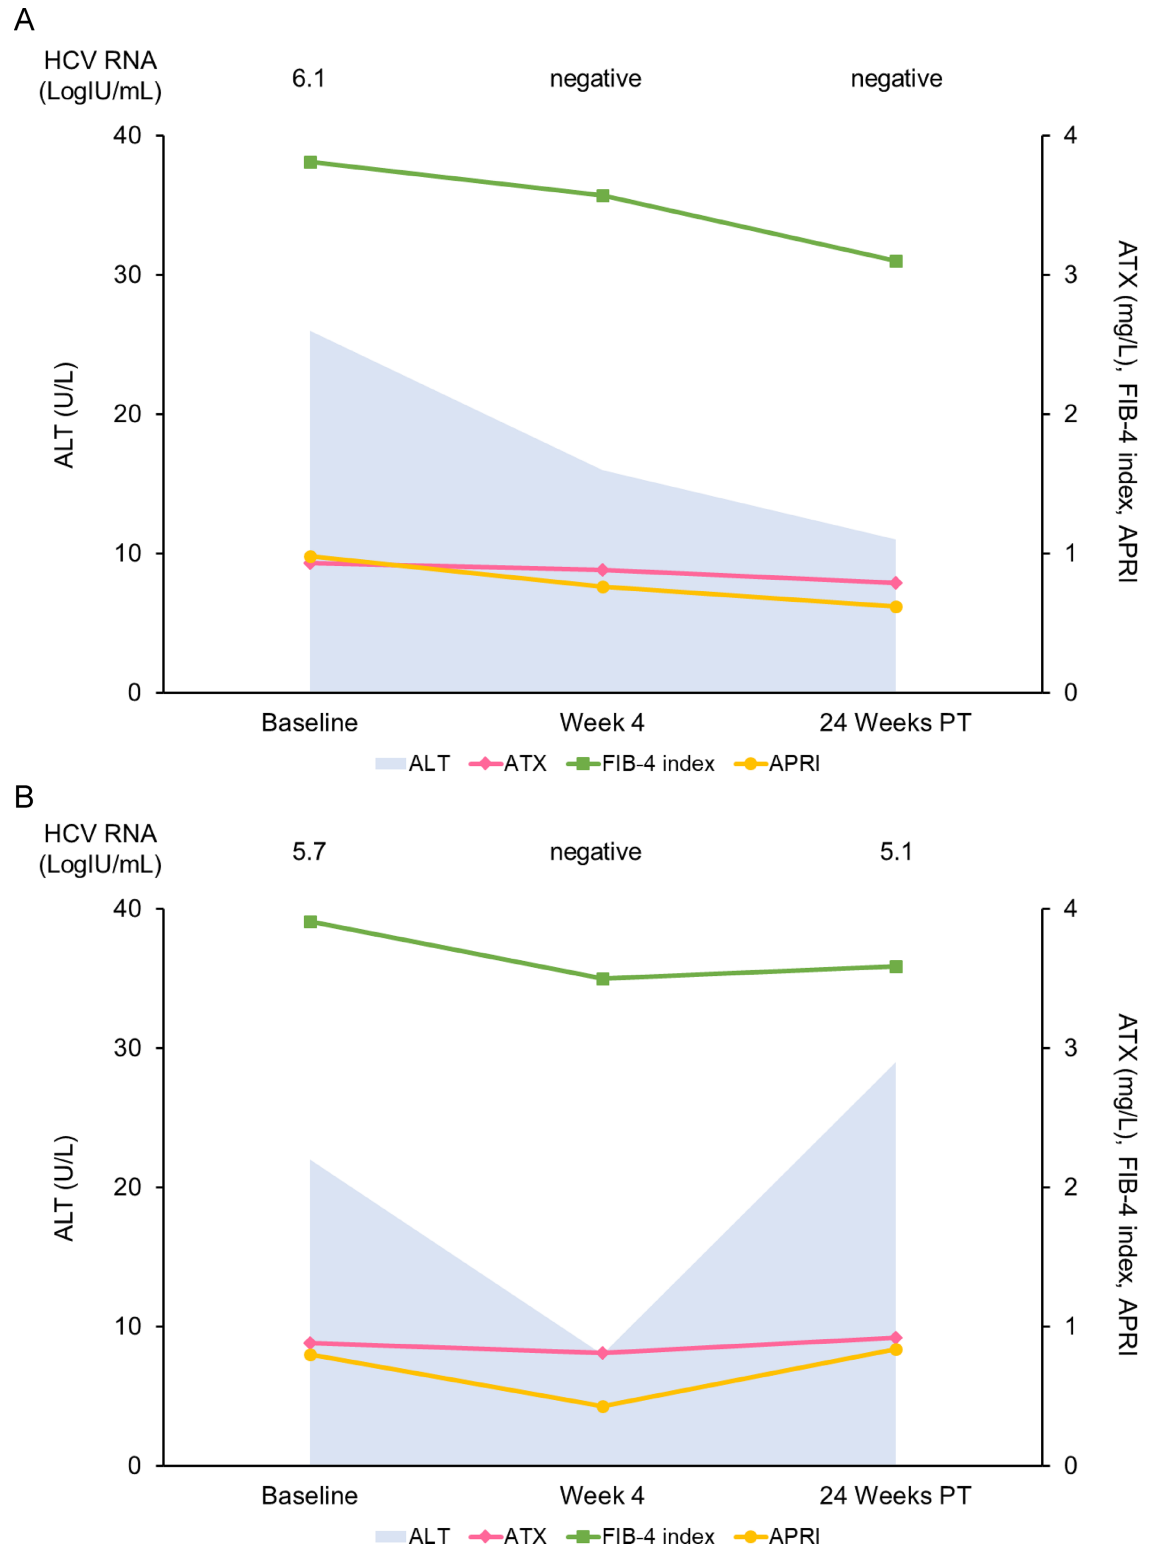 A
HCV RNA
(LogIU/mL)
6.1 negative negative
40 4
30 3
20 2
10 1
0 0
ALT (U/L)
ATX (mg/L), FIB-4 index, APRI
Baseline Week 4 24 Weeks PT
ALT ATX FIB-4 index APRI
B
HCV RNA
(LogIU/mL)
5.7 negative 5.1
40 4
30 3
20 2
10 1
0 0
ALT (U/L)
ATX (mg/L), FIB-4 index, APRI
Baseline Week 4 24 Weeks PT
ALT ATX FIB-4 index APRI